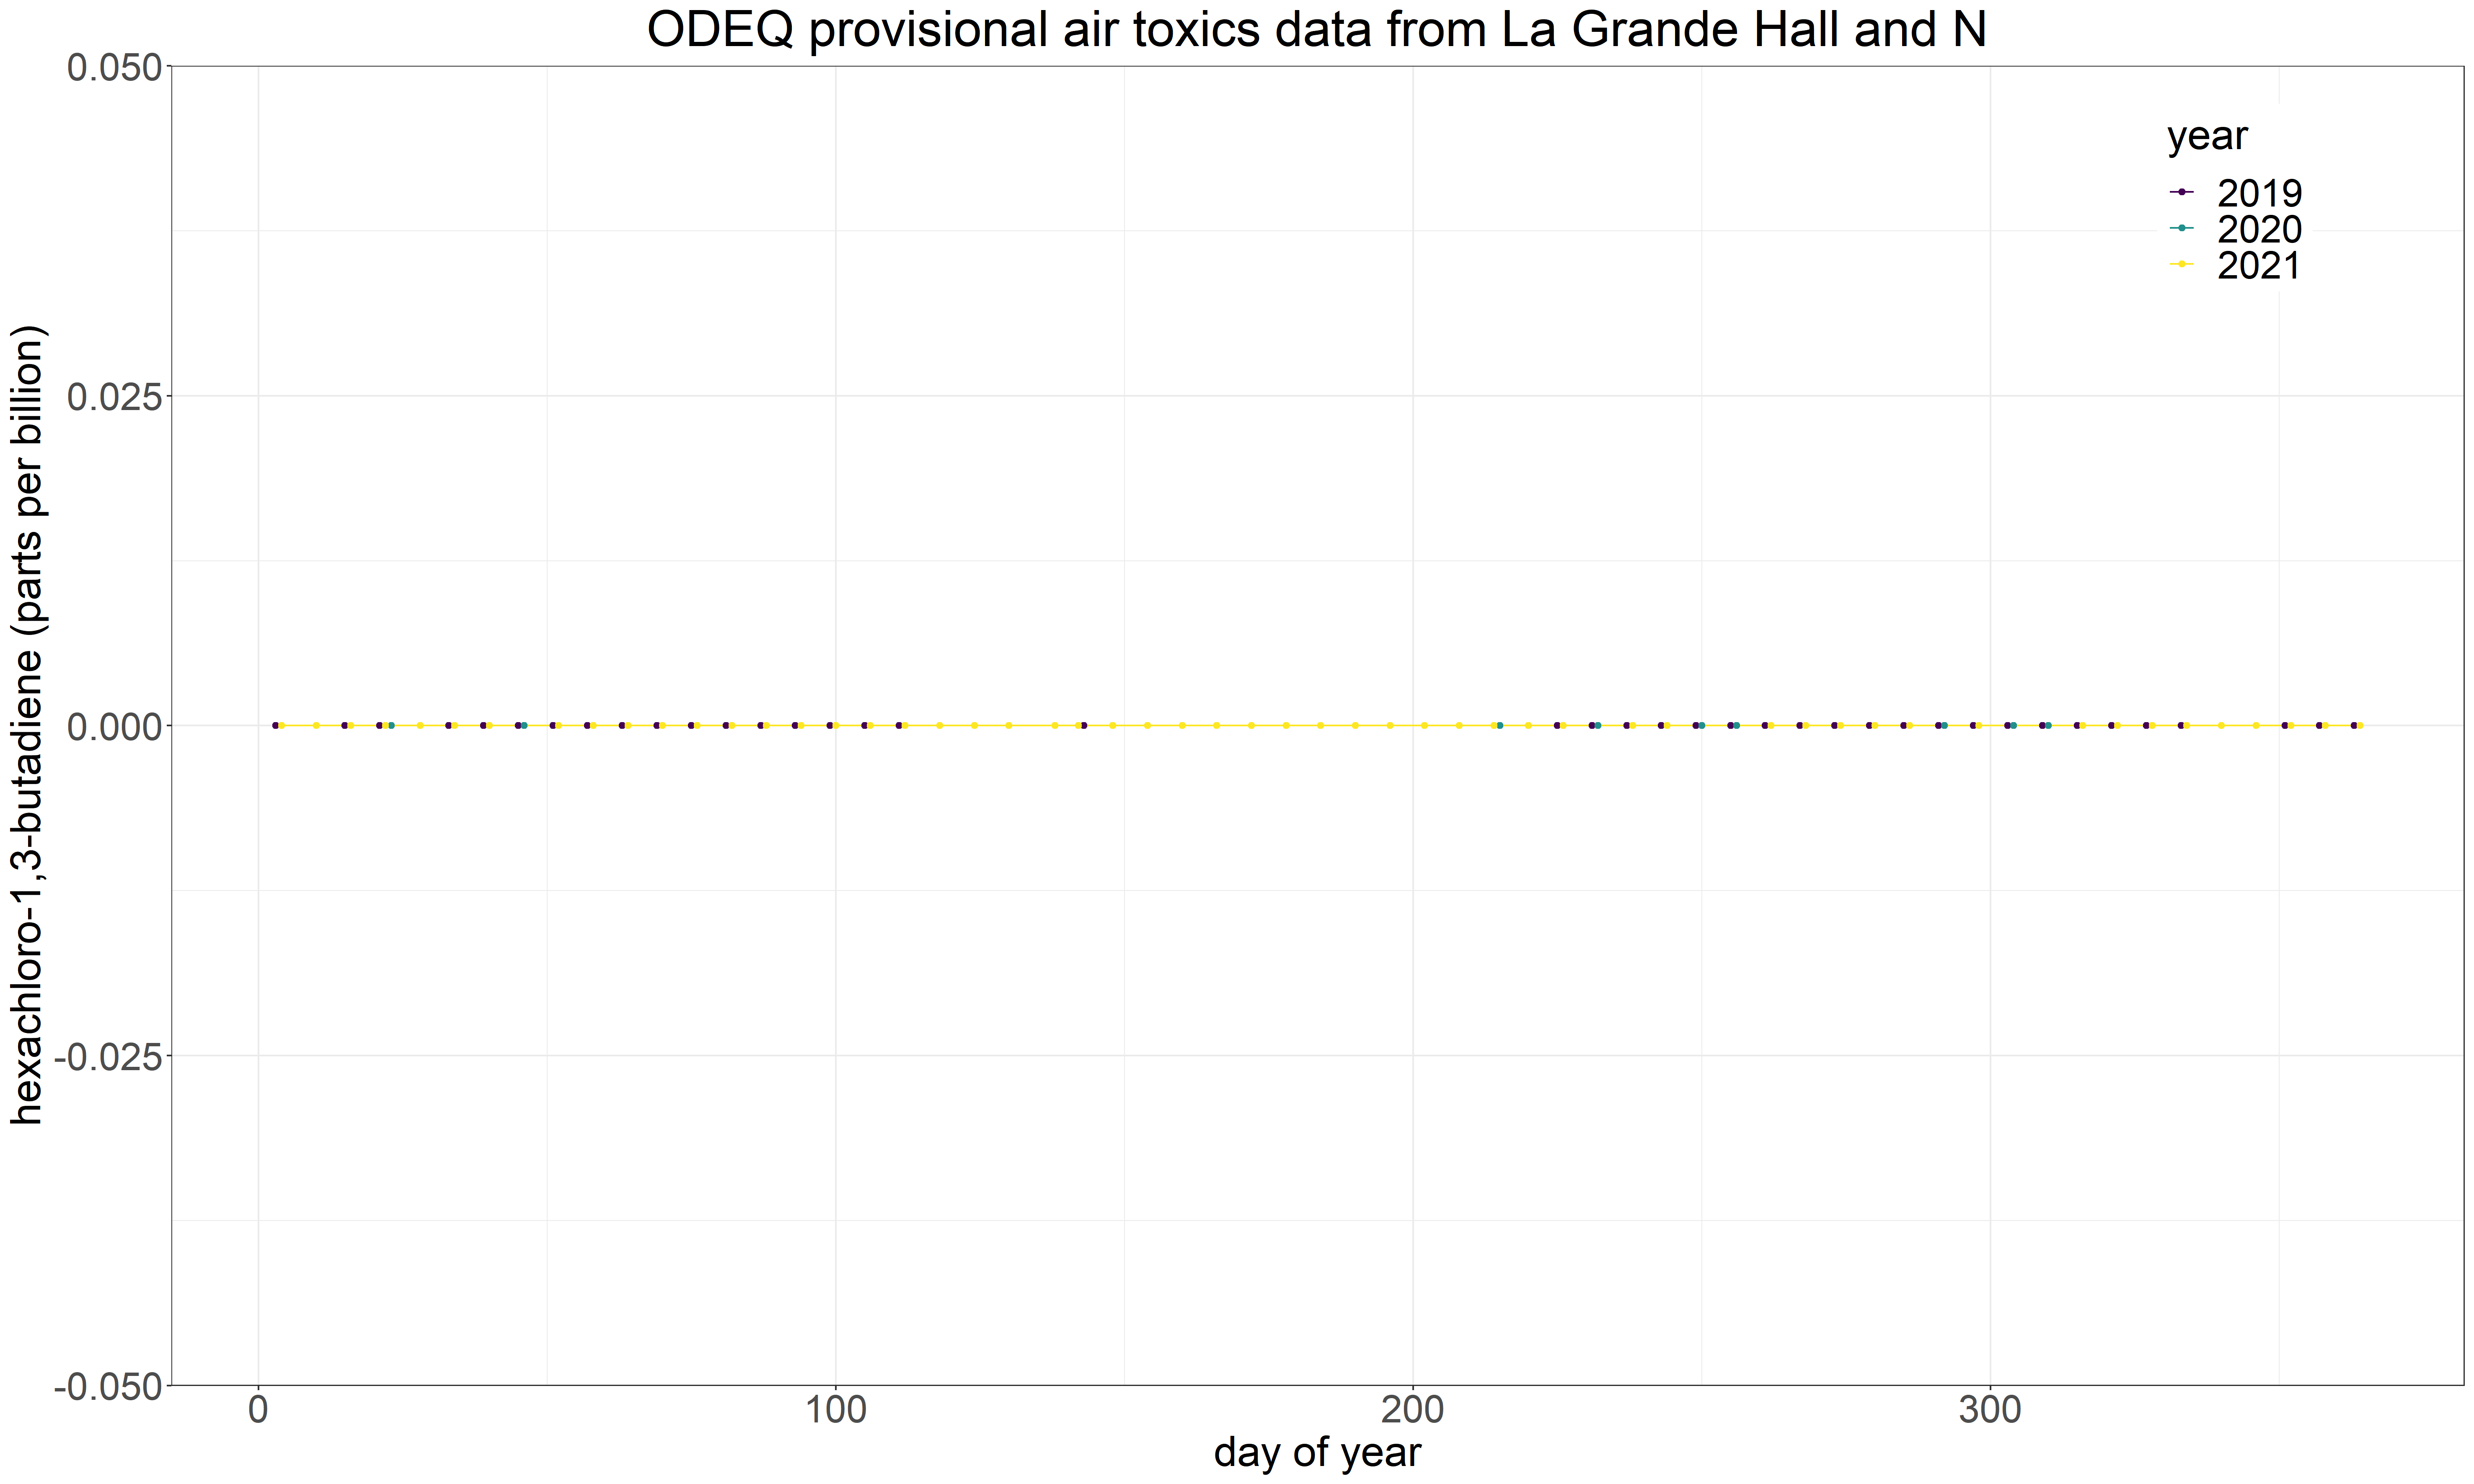 ODEQ provisional air toxics data from La Grande Hall and N
hexachloro-1,3-butadiene (parts per billion)
0.050
0.025
0.000
-0.025
-0.050
year
2019
2020
2021
0 100 200 300
day of year